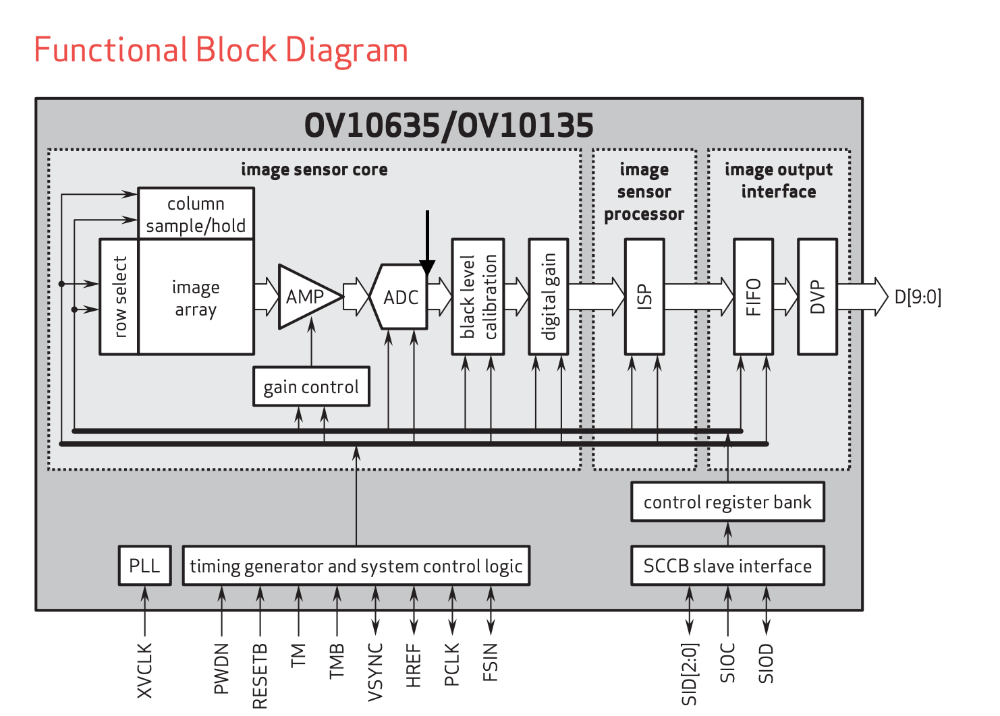 Functional Block Diagram
OV10635/OV10135
image sensor core
image
sensor
processor
image output
interface
column
sample/hold
row select
image
array
AMP
ADC
black level
calibration
digital gain
ISP
FIFO
DVP
D[9:0]
gain control
control register bank
PLL
timing generator and system control logic
SCCB slave interface
XVCLK
PWDN
RESETB
TM
TMB
VSYNC
HREF
PCLK
FSIN
SID[2:0]
SIOC
SIOD